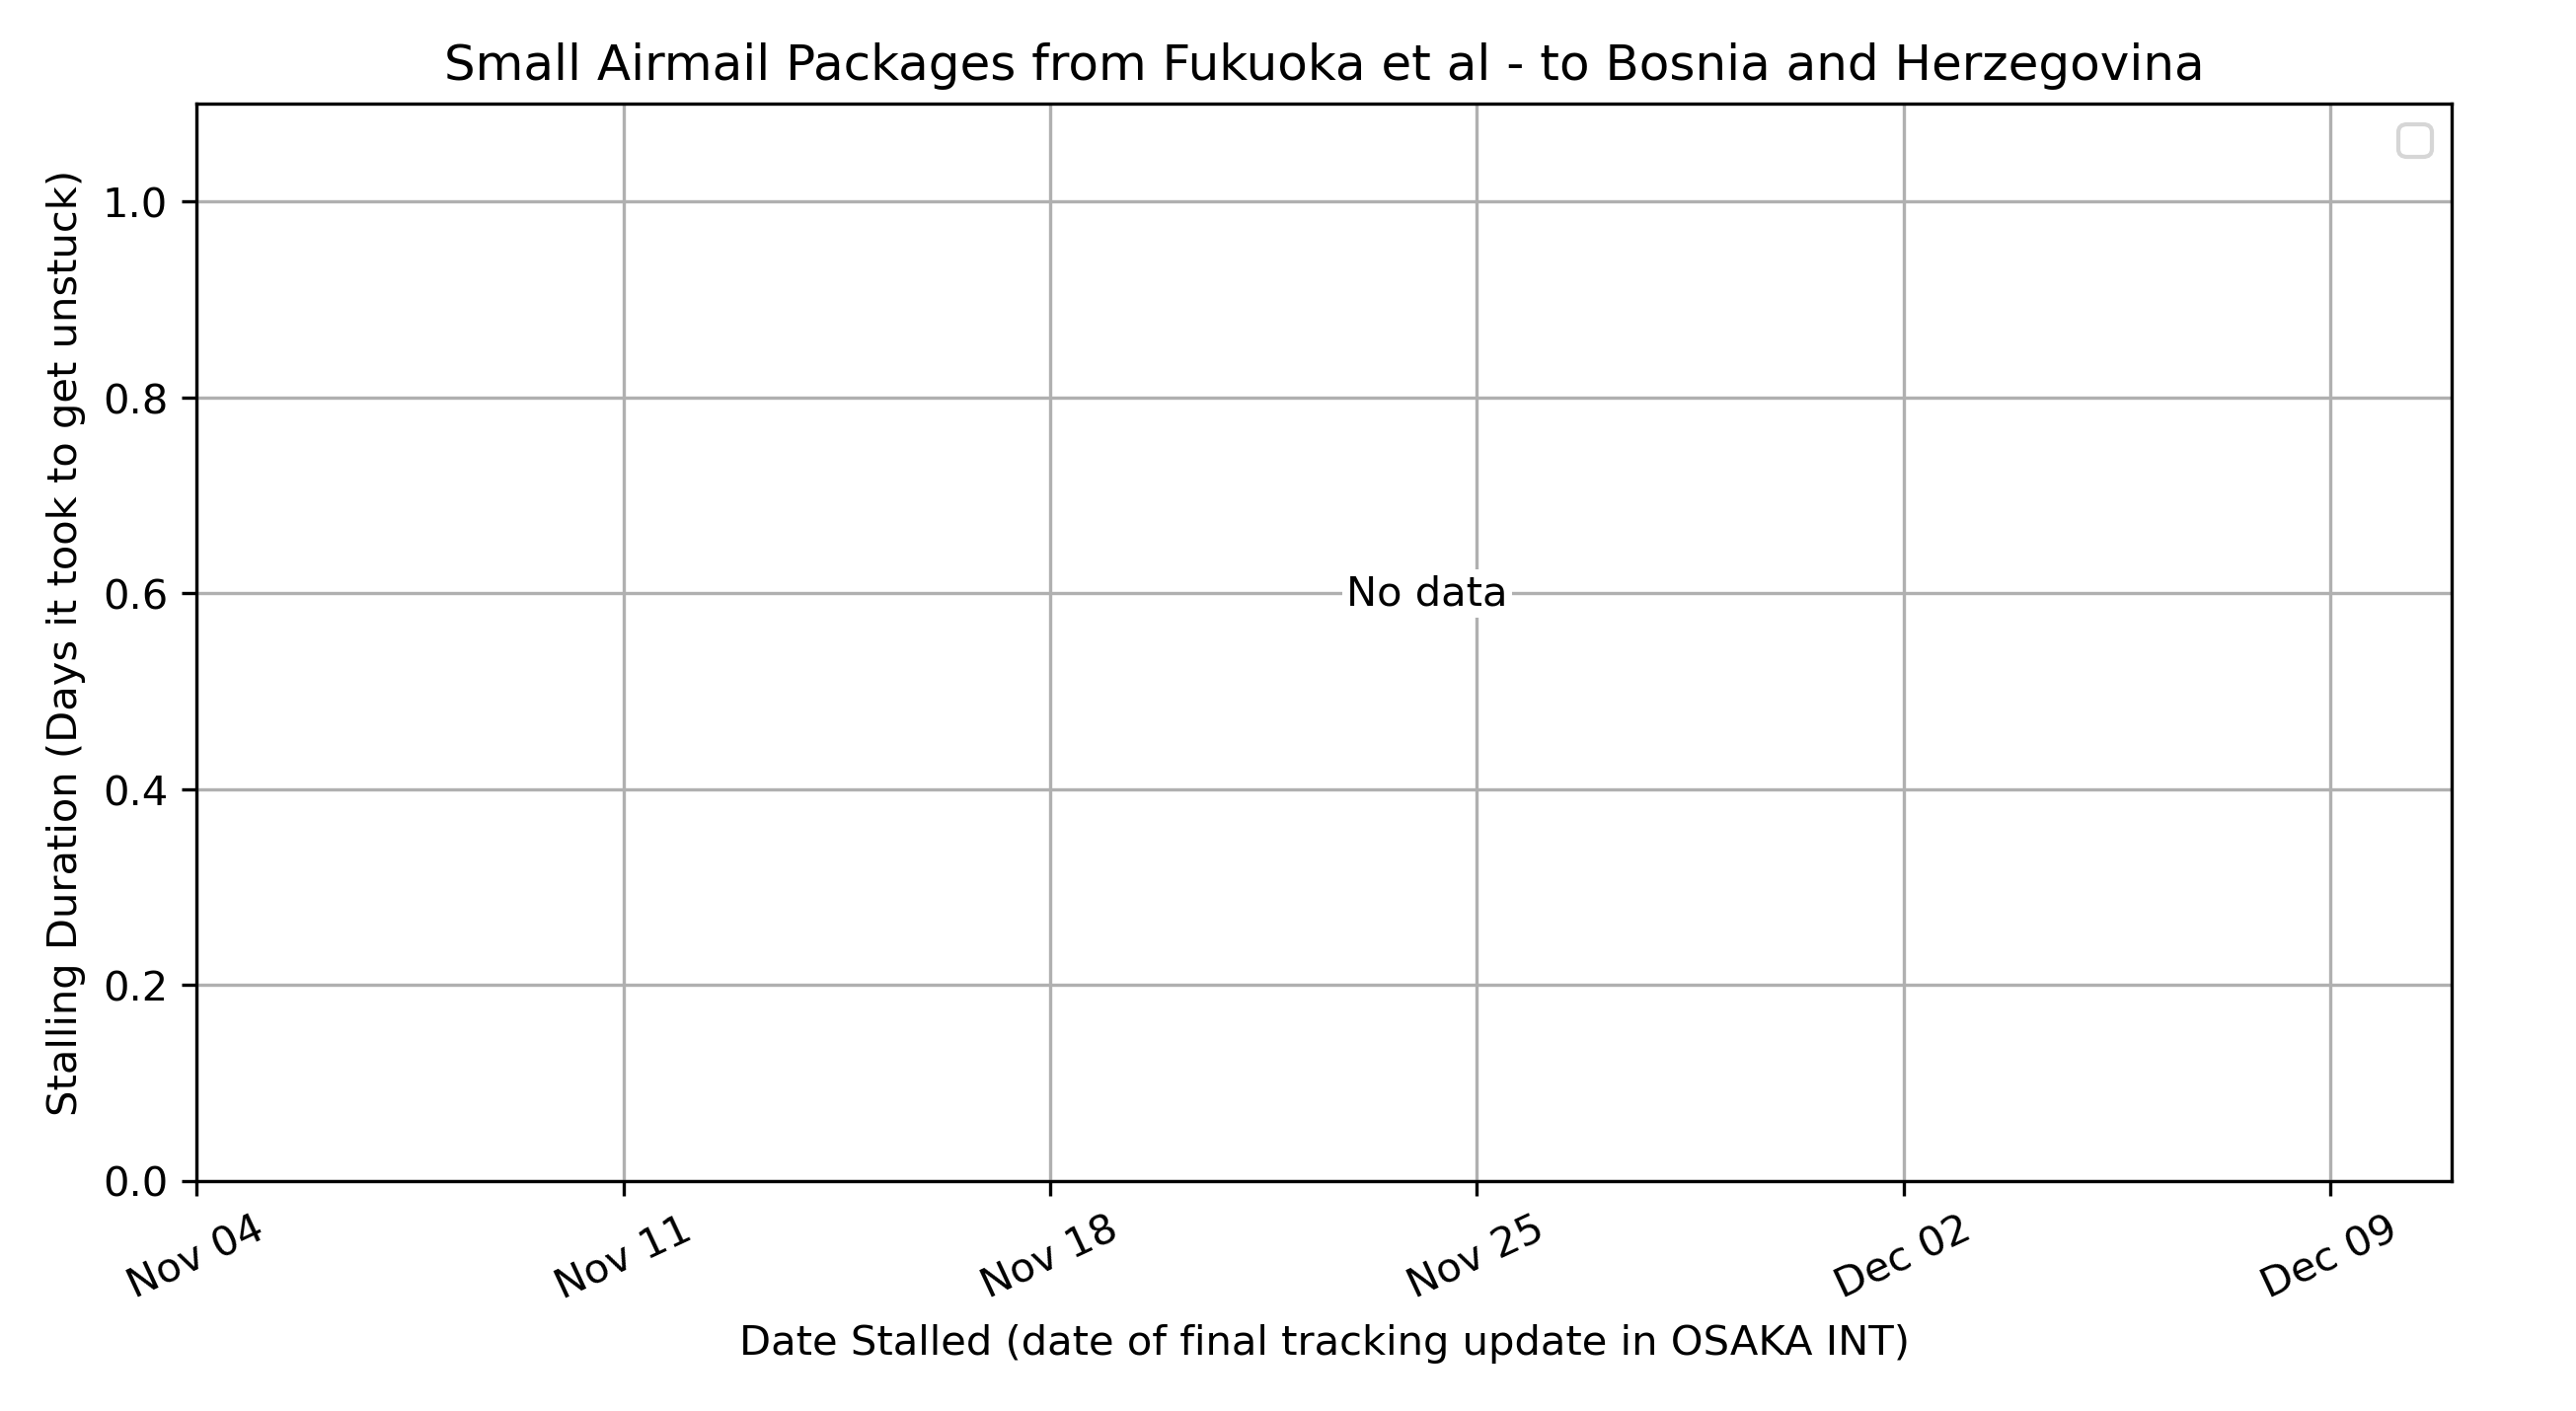 Small Airmail Packages from Fukuoka et al - to Bosnia and Herzegovina
Stalling Duration (Days it took to get unstuck)
1.0
0.8
0.6
0.4
0.2
0.0
No data
Nov 04
Nov 11
Nov 18
Nov 25
Dec 02
Dec 09
Date Stalled (date of final tracking update in OSAKA INT)